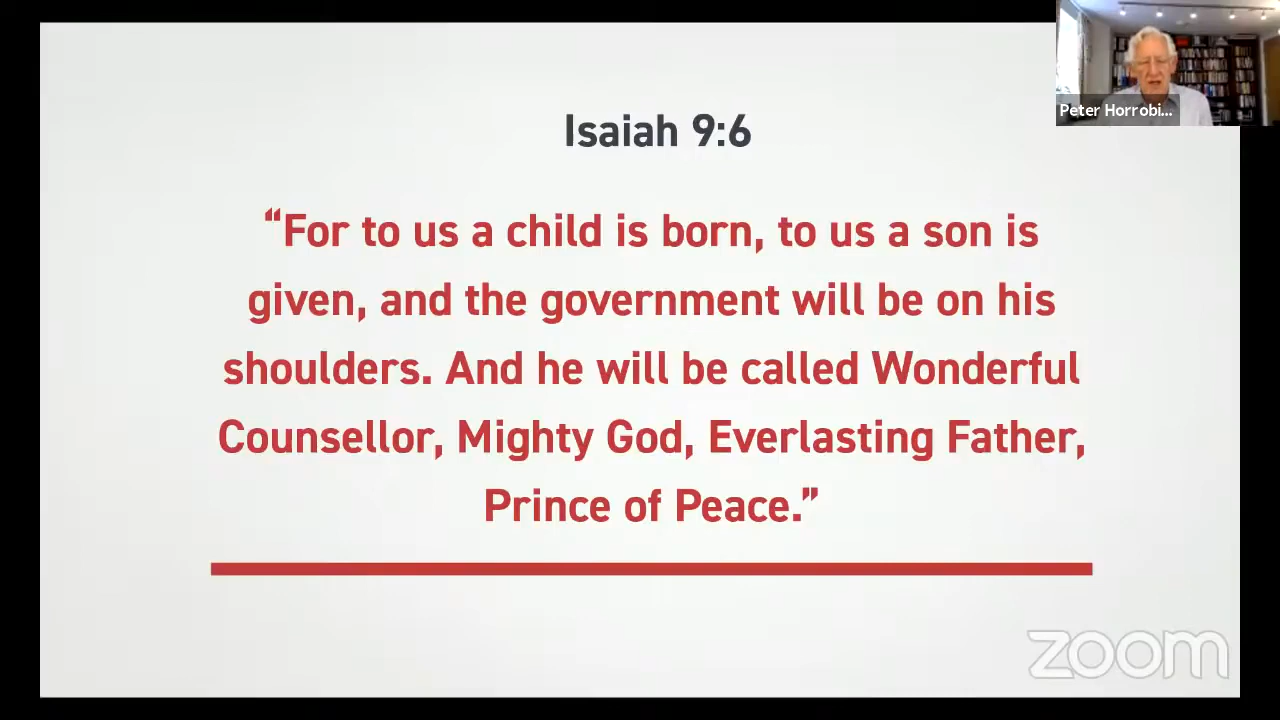 Isaiah 9:6
“For to us a child is born, to us a son is
given, and the government will be on his
shoulders. And he will be called Wonderful
Counsellor, Mighty God, Everlasting Father,
Prince of Peace.”
Peter Horrobi...
zoom